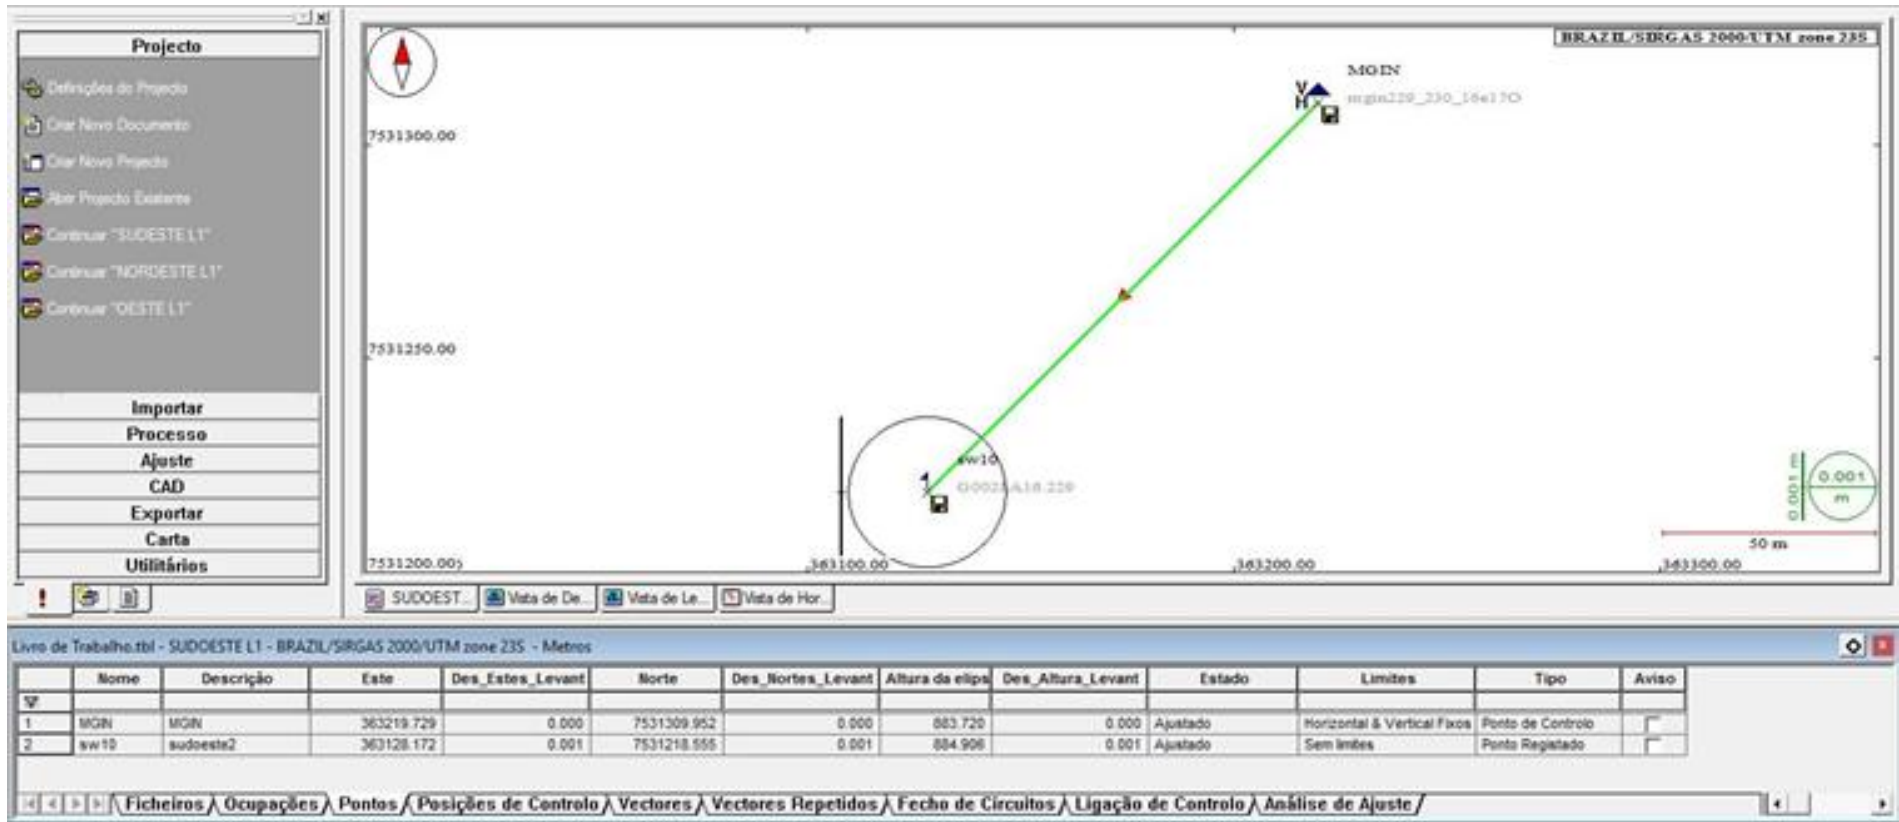 Projecto
Definições do Projecto
Criar Novo Documento
Criar Novo Projecto
Abrir Projecto Existente
Continuar "SUDESTE L1"
Continuar "NORDESTE L1"
Continuar "OESTE L1"
Importar
Processo
Ajuste
CAD
Exportar
Carta
Utilitários
BRAZIL/SIRGAS 2000/UTM zone 23S
MGIN
V
H
mgin229_230_16e17O
7531300.00
7531250.00
sw10
0.001 m
0.001
m
50 m
7531200.00
363100.00
363200.00
363300.00
SUDOEST...
Vista de De...
Vista de Le...
Vista de Hor...
Livro de Trabalho.tbl - SUDOESTE L1 - BRAZIL/SIRGAS 2000/UTM zone 23S - Metros
Nome Descrição Este Des_Estes_Levant Norte Des_Nortes_Levant Altura da elips Des_Altura_Levant Estado Limites Tipo Aviso
1 MGIN MGIN 363219.729 0.000 7531309.952 0.000 883.720 0.000 Ajustado Horizontal & Vertical Fixos Ponto de Controlo
2 sw10 sudoeste2 363128.172 0.001 7531218.555 0.001 884.906 0.001 Ajustado Sem limites Ponto Registado
Ficheiros Ocupações Pontos Posições de Controlo Vectores Vectores Repetidos Fecho de Circuitos Ligação de Controlo Análise de Ajuste